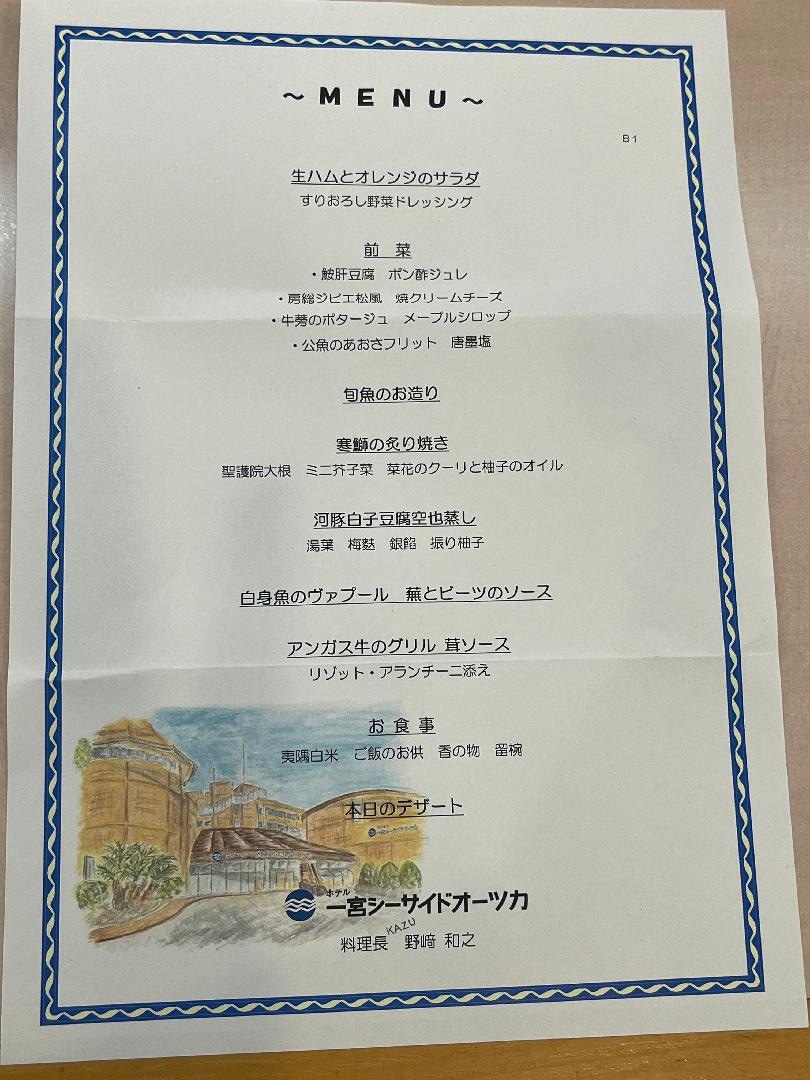 ～MENU～
B1
生ハムとオレンジのサラダ
すりおろし野菜ドレッシング
前　菜
・鮟肝豆腐　ポン酢ジュレ
・房総ジビエ松風　焼クリームチーズ
・牛蒡のポタージュ　メープルシロップ
・公魚のあおさフリット　唐墨塩
旬魚のお造り
寒鰤の炙り焼き
聖護院大根　ミニ芥子菜　菜花のクーリと柚子のオイル
河豚白子豆腐空也蒸し
湯葉　梅麩　銀餡　振り柚子
白身魚のヴァプール　蕪とビーツのソース
アンガス牛のグリル 茸ソース
リゾット・アランチーニ添え
お 食 事
夷隅白米　ご飯のお供　香の物　留椀
本日のデザート
一宮シーサイドオーツカ
ホテル
一宮シーサイドオーツカ
KAZU
料理長　野﨑 和之